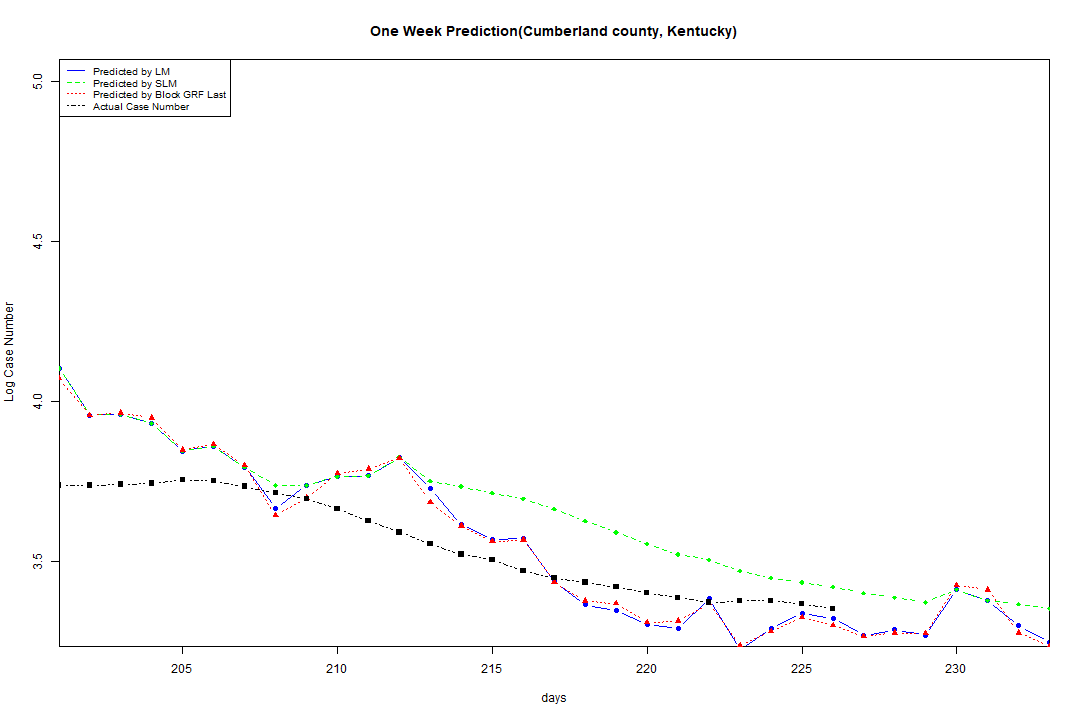 One Week Prediction(Cumberland county, Kentucky)
Predicted by LM
Predicted by SLM
Predicted by Block GRF Last
Actual Case Number
5.0
4.5
4.0
3.5
Log Case Number
205 210 215 220 225 230
days